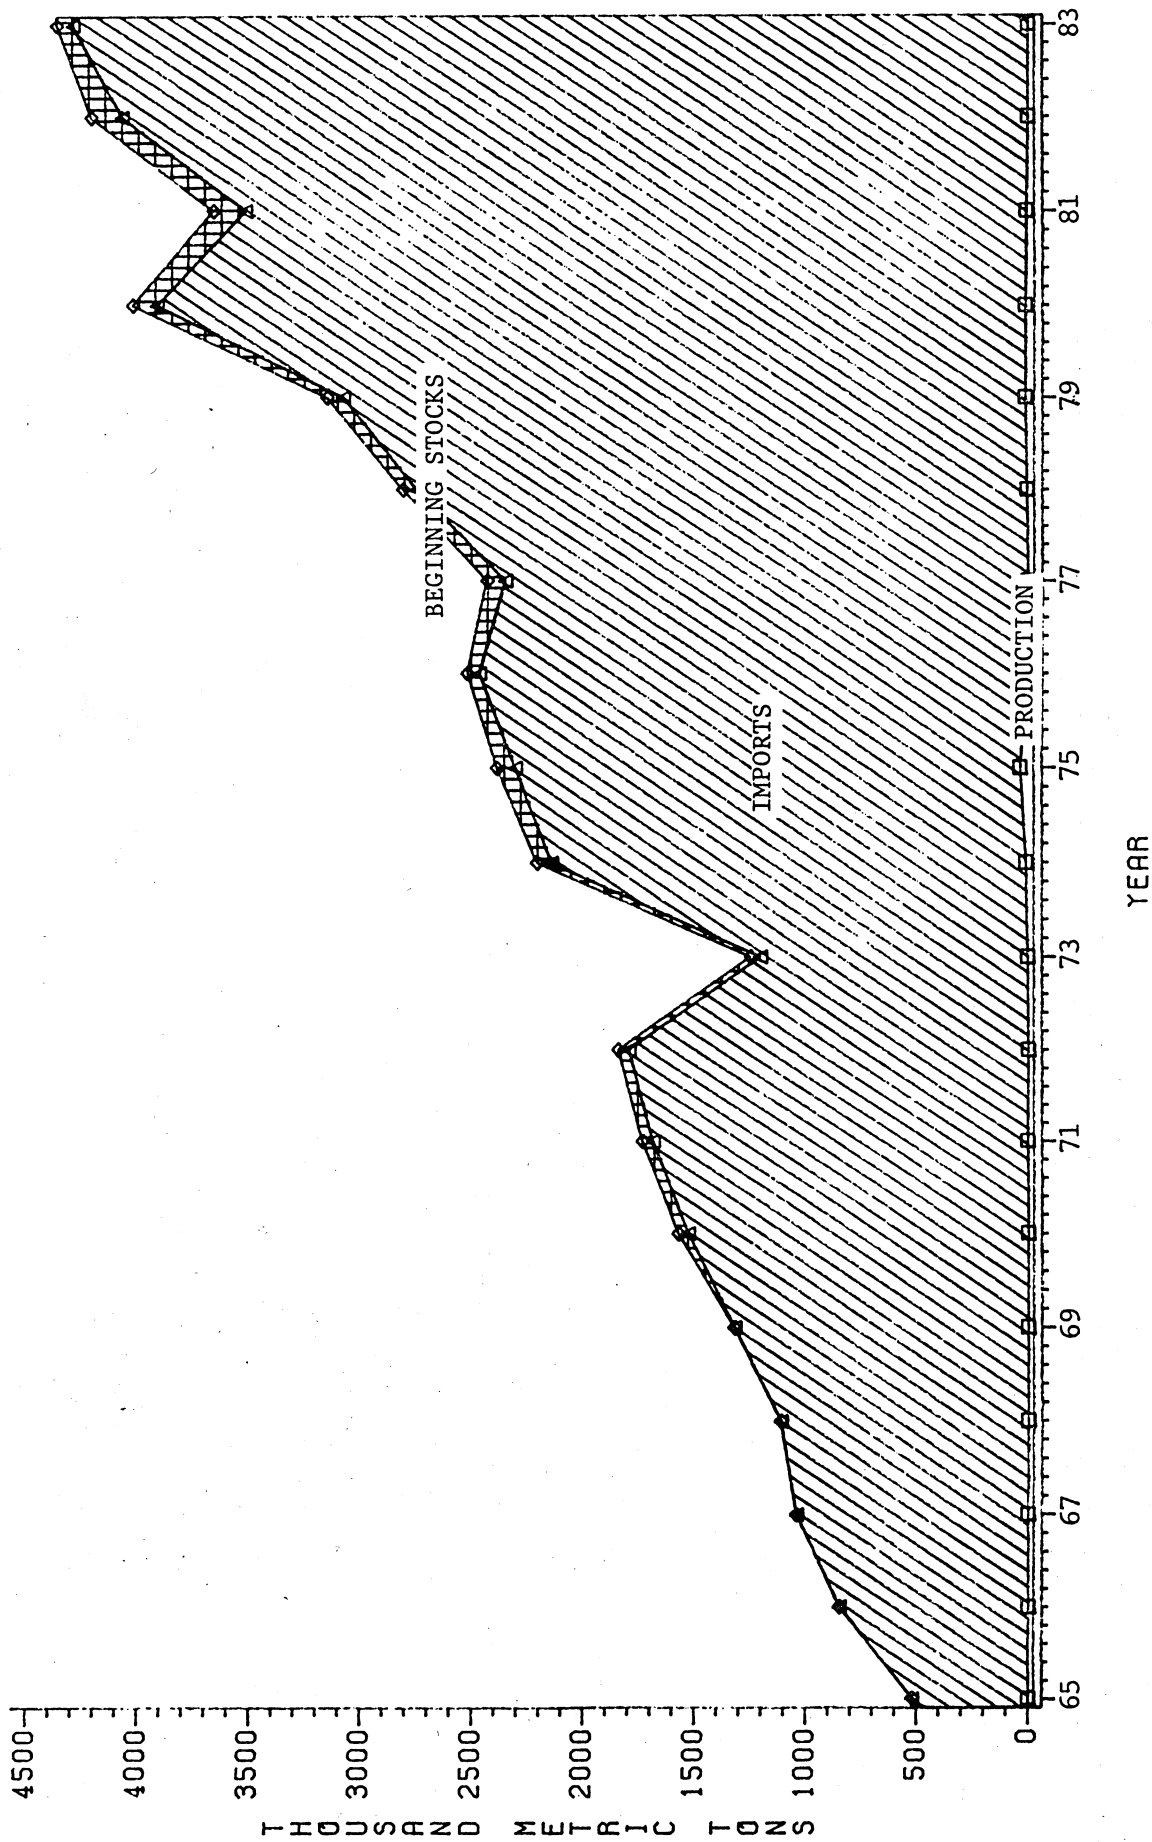 THOUSAND METRIC TONS
4500
4000
3500
3000
2500
2000
1500
1000
500
0
BEGINNING STOCKS
IMPORTS
PRODUCTION
65 67 69 71 73 75 77 79 81 83
YEAR